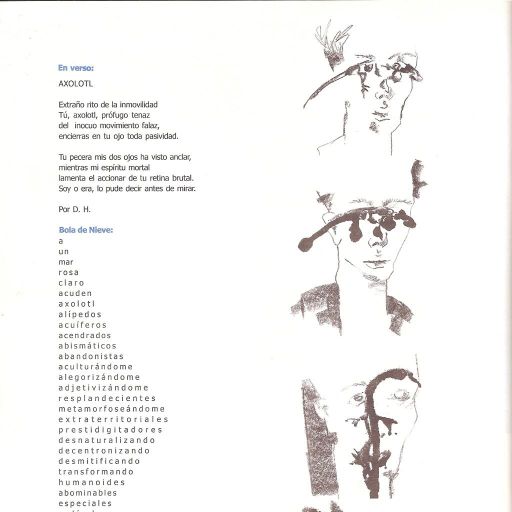 En verso:
AXOLOTL
Extraño rito de la inmovilidad
Tú, axolotl, prófugo tenaz
del inocuo movimiento falaz,
encierras en tu ojo toda pasividad.
Tu pecera mis dos ojos ha visto anclar,
mientras mi espíritu mortal
lamenta el accionar de tu retina brutal.
Soy o era, lo pude decir antes de mirar.
Por D. H.
Bola de Nieve:
a
un
mar
rosa
claro
acuden
axolotl
alípedos
acuíferos
acendrados
abismáticos
abandonistas
aculturándome
alegorizándome
adjetivizándome
resplandecientes
metamorfoseándome
extraterritoriales
prestidigitadores
desnaturalizando
decentronizando
desmitificando
transformando
humanoides
abominables
especiales